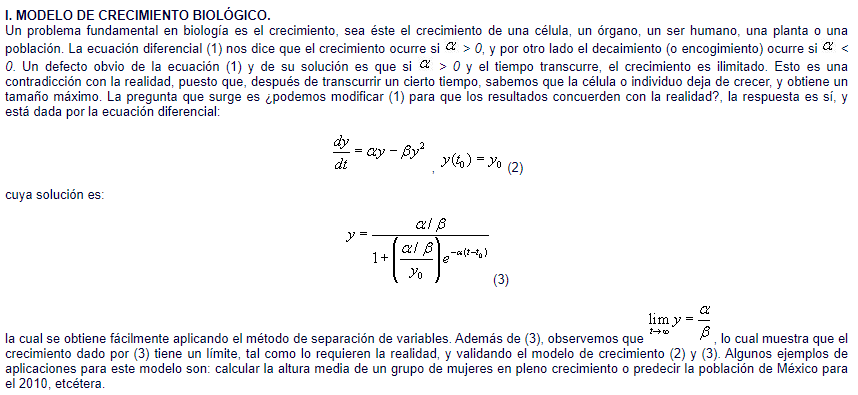 I. MODELO DE CRECIMIENTO BIOLÓGICO.
Un problema fundamental en biología es el crecimiento, sea éste el crecimiento de una célula, un órgano, un ser humano, una planta o una
población. La ecuación diferencial (1) nos dice que el crecimiento ocurre si α > 0, y por otro lado el decaimiento (o encogimiento) ocurre si α <
0. Un defecto obvio de la ecuación (1) y de su solución es que si α > 0 y el tiempo transcurre, el crecimiento es ilimitado. Esto es una
contradicción con la realidad, puesto que, después de transcurrir un cierto tiempo, sabemos que la célula o individuo deja de crecer, y obtiene un
tamaño máximo. La pregunta que surge es ¿podemos modificar (1) para que los resultados concuerden con la realidad?, la respuesta es sí, y
está dada por la ecuación diferencial:
dy/dt = αy − βy² , y(t₀) = y₀ (2)
cuya solución es:
y = (α / β) / (1 + ((α / β) / y₀) e^(−α(t−t₀))) (3)
la cual se obtiene fácilmente aplicando el método de separación de variables. Además de (3), observemos que lim t→∞ y = α/β , lo cual muestra que el
crecimiento dado por (3) tiene un límite, tal como lo requieren la realidad, y validando el modelo de crecimiento (2) y (3). Algunos ejemplos de
aplicaciones para este modelo son: calcular la altura media de un grupo de mujeres en pleno crecimiento o predecir la población de México para
el 2010, etcétera.